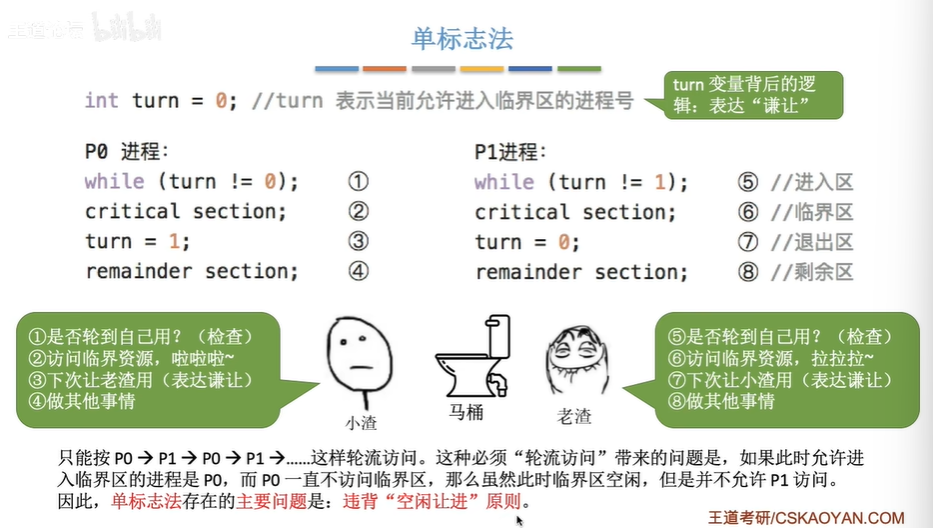 单标志法
int turn = 0; //turn 表示当前允许进入临界区的进程号
turn 变量背后的逻
辑：表达“谦让”
P0 进程：
while (turn != 0); ①
critical section; ②
turn = 1; ③
remainder section; ④
P1进程：
while (turn != 1); ⑤ //进入区
critical section; ⑥ //临界区
turn = 0; ⑦ //退出区
remainder section; ⑧ //剩余区
①是否轮到自己用？（检查）
②访问临界资源，啦啦啦~
③下次让老渣用（表达谦让）
④做其他事情
小渣
马桶
老渣
⑤是否轮到自己用？（检查）
⑥访问临界资源，拉拉拉~
⑦下次让小渣用（表达谦让）
⑧做其他事情
只能按 P0 → P1 → P0 → P1 →……这样轮流访问。这种必须“轮流访问”带来的问题是，如果此时允许进
入临界区的进程是 P0，而 P0 一直不访问临界区，那么虽然此时临界区空闲，但是并不允许 P1 访问。
因此，单标志法存在的主要问题是：违背“空闲让进”原则。
王道考研/CSKAOYAN.COM